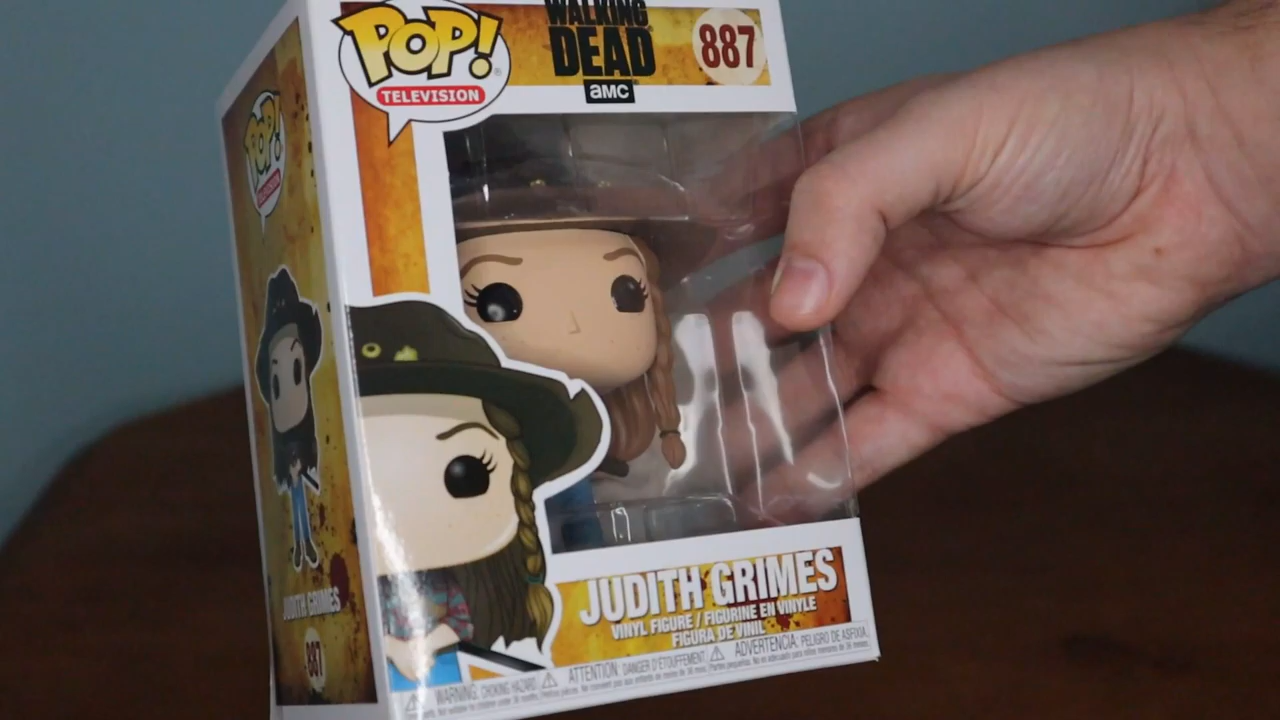 POP!
TELEVISION
WALKING
DEAD
aMC
887
POP!
TELEVISION
JUDITH GRIMES
887
JUDITH GRIMES
VINYL FIGURE / FIGURINE EN VINYLE
FIGURA DE VINIL
WARNING: CHOKING HAZARD. ATTENTION: DANGER D'ÉTOUFFEMENT ADVERTENCIA: PELIGRO DE ASFIXIA.